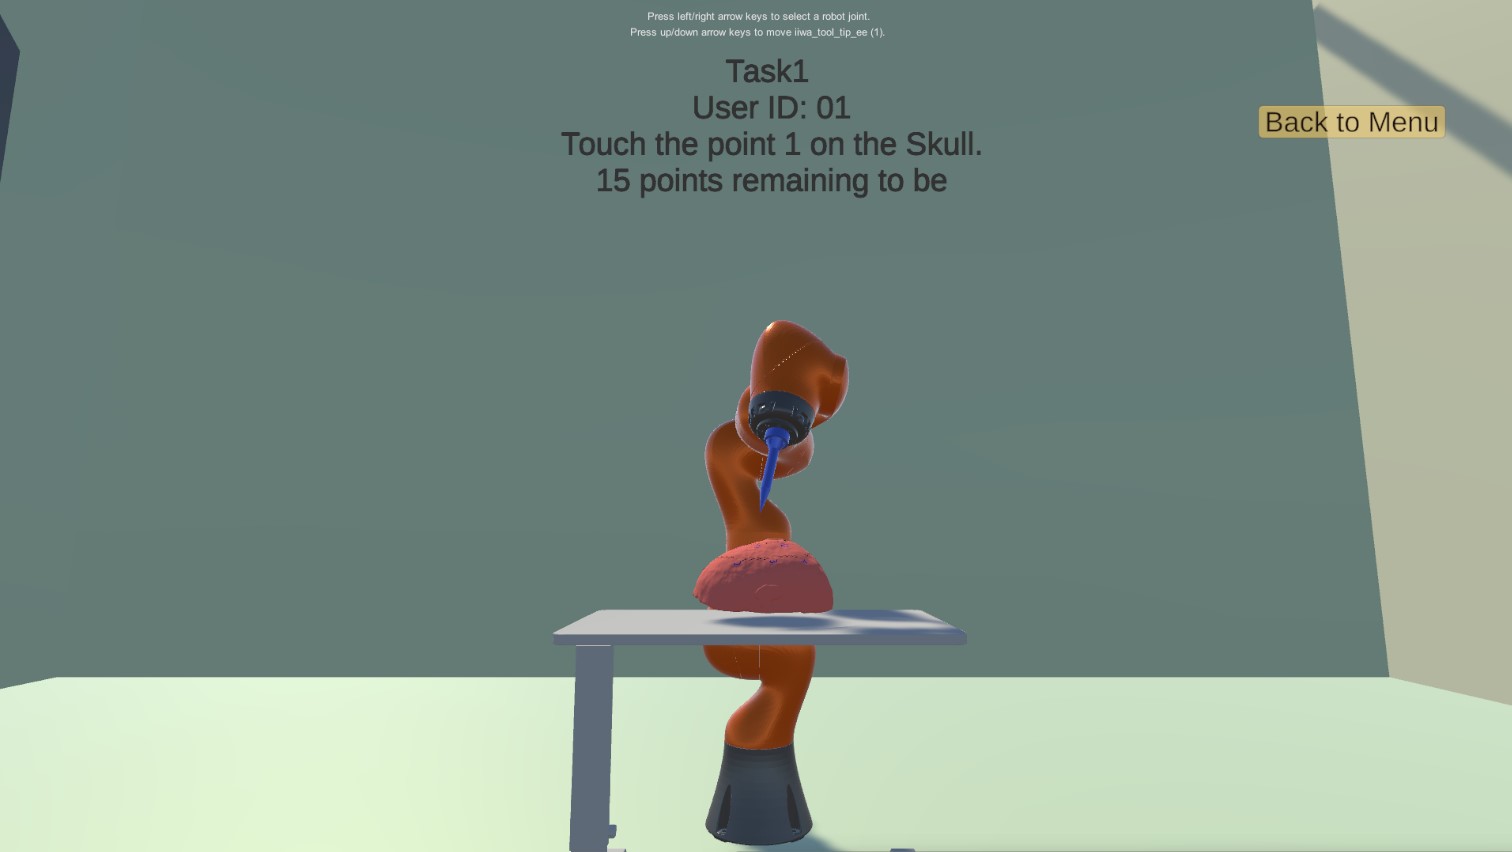 Press left/right arrow keys to select a robot joint.
Press up/down arrow keys to move iiwa_tool_tip_ee (1).
Task1
User ID: 01
Touch the point 1 on the Skull.
15 points remaining to be
Back to Menu